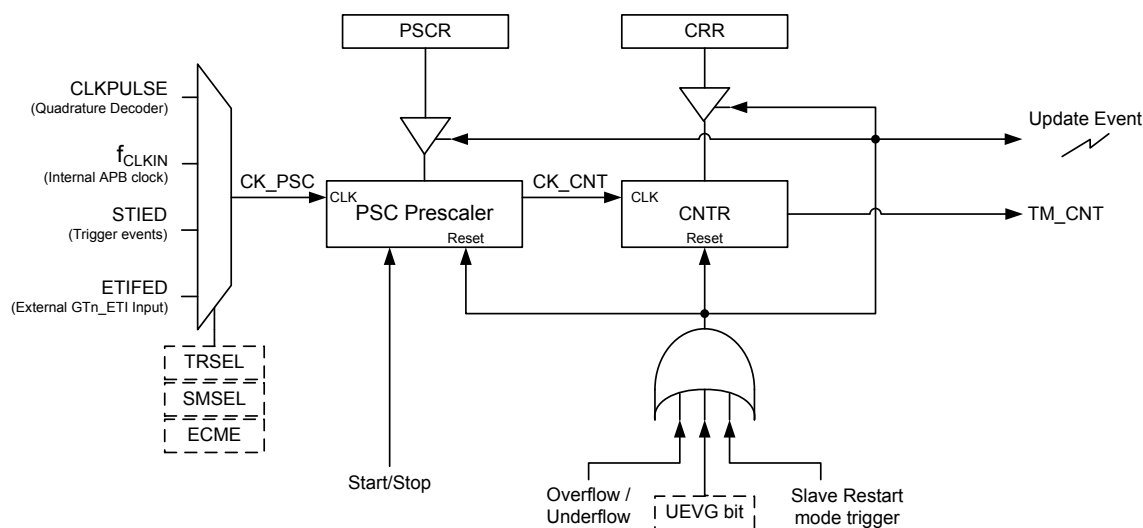 PSCR
CRR
CLKPULSE
(Quadrature Decoder)
Update Event
fCLKIN
(Internal APB clock)
CK_PSC
CK_CNT
CLK
PSC Prescaler
Reset
CLK
CNTR
Reset
TM_CNT
STIED
(Trigger events)
ETIFED
(External GTn_ETI Input)
TRSEL
SMSEL
ECME
Start/Stop
Overflow /
Underflow
UEVG bit
Slave Restart
mode trigger